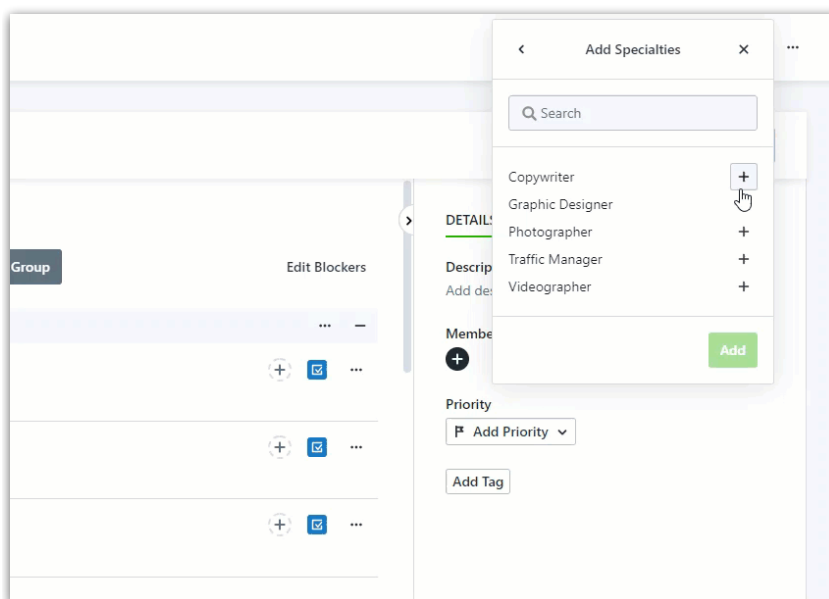 Add Specialties
Search
Copywriter
Graphic Designer
Photographer
Traffic Manager
Videographer
Add
Group
Edit Blockers
DETAILS
Descrip
Add des
Membe
Priority
Add Priority
Add Tag